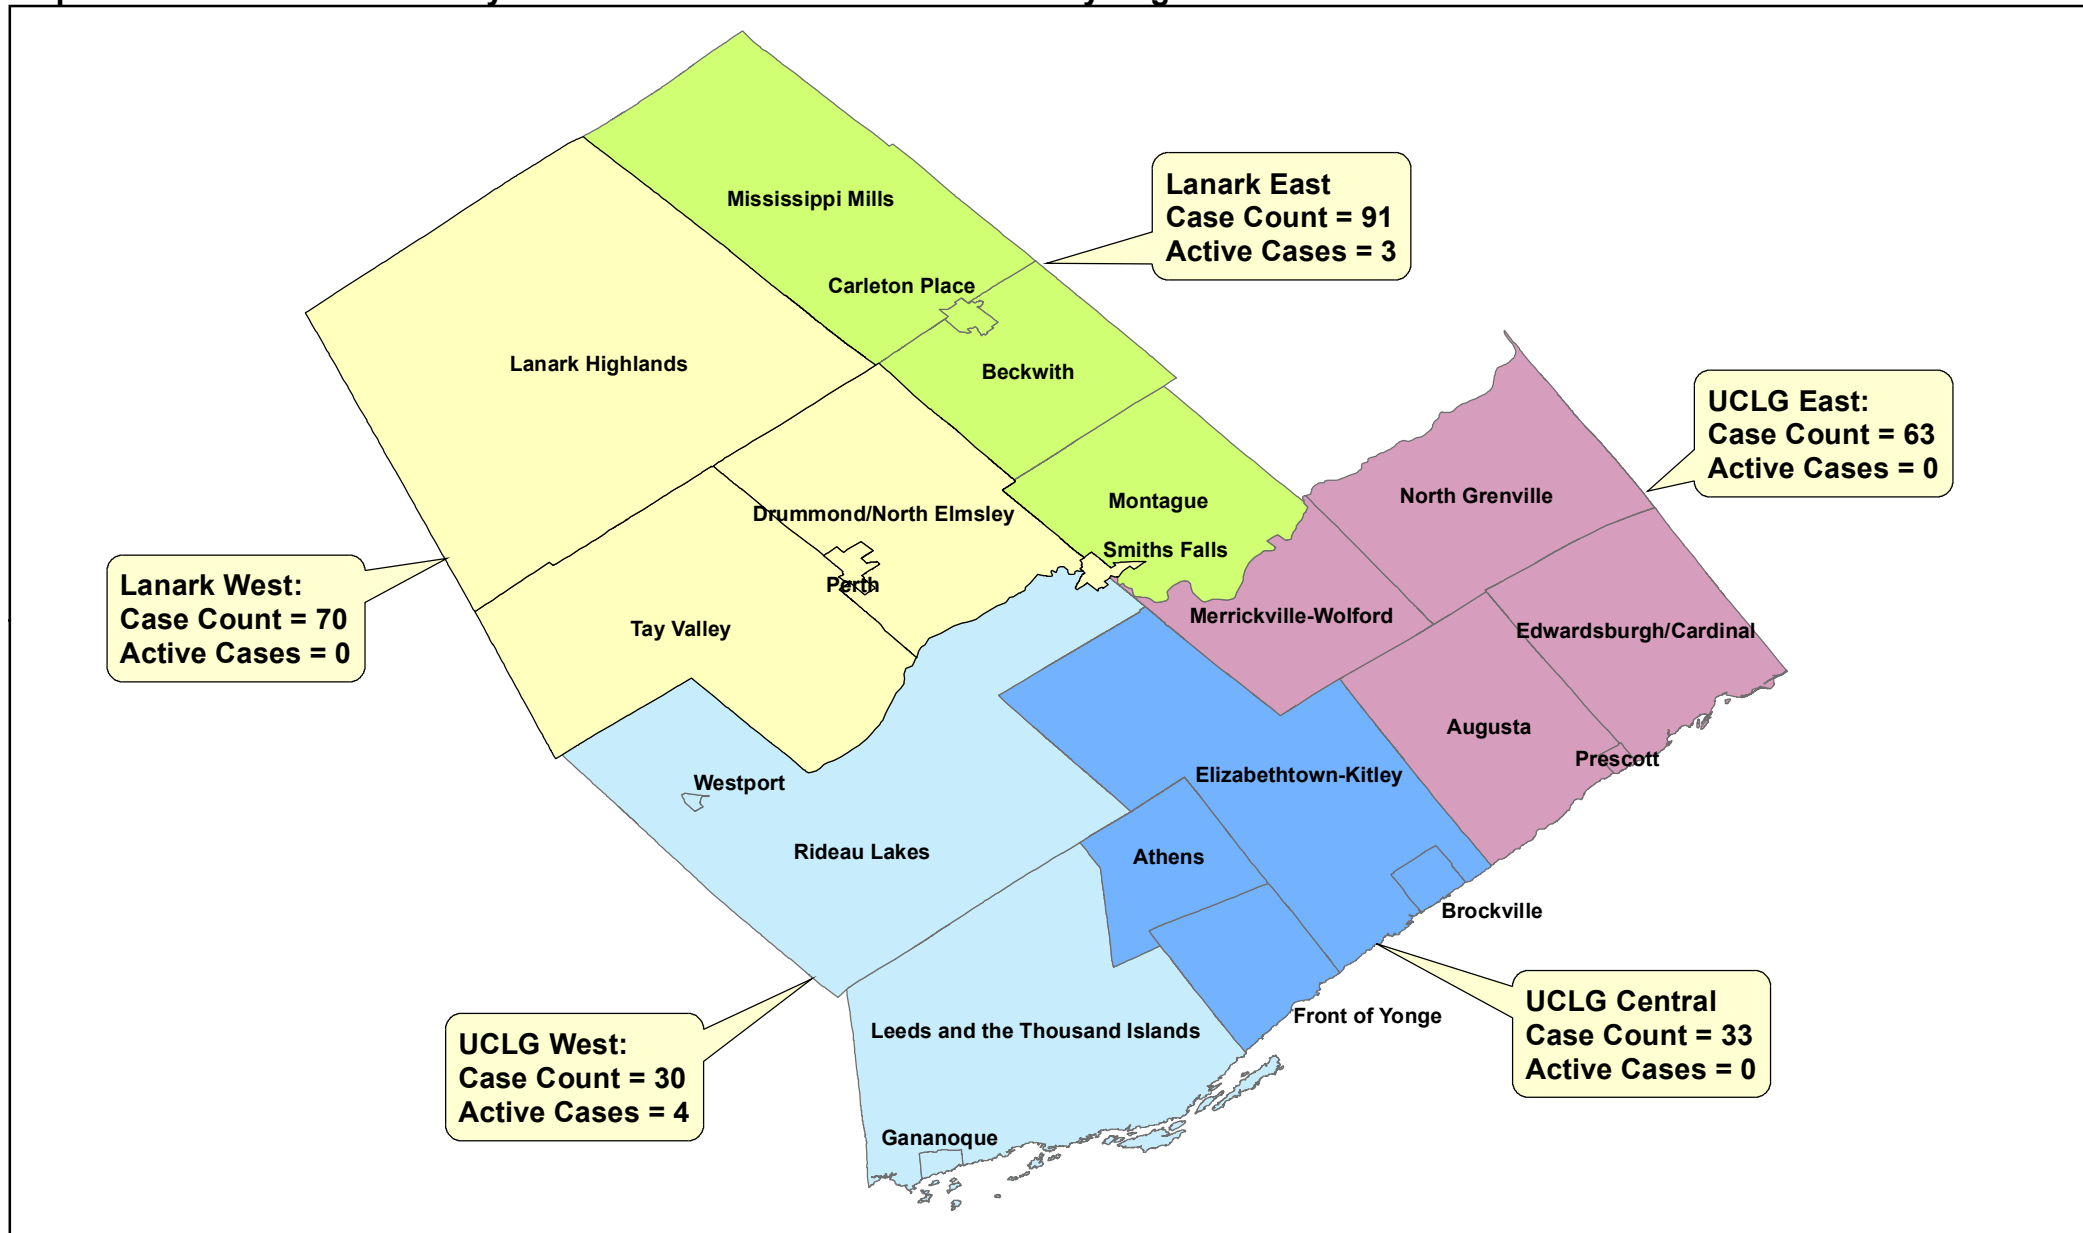 Mississippi Mills
Lanark East
Case Count = 91
Active Cases = 3
Carleton Place
Lanark Highlands
Beckwith
UCLG East:
Case Count = 63
Active Cases = 0
North Grenville
Montague
Drummond/North Elmsley
Smiths Falls
Lanark West:
Case Count = 70
Active Cases = 0
Perth
Tay Valley
Merrickville-Wolford
Edwardsburgh/Cardinal
Augusta
Prescott
Westport
Elizabethtown-Kitley
Rideau Lakes
Athens
Brockville
UCLG Central
Case Count = 33
Active Cases = 0
Front of Yonge
Leeds and the Thousand Islands
UCLG West:
Case Count = 30
Active Cases = 4
Gananoque